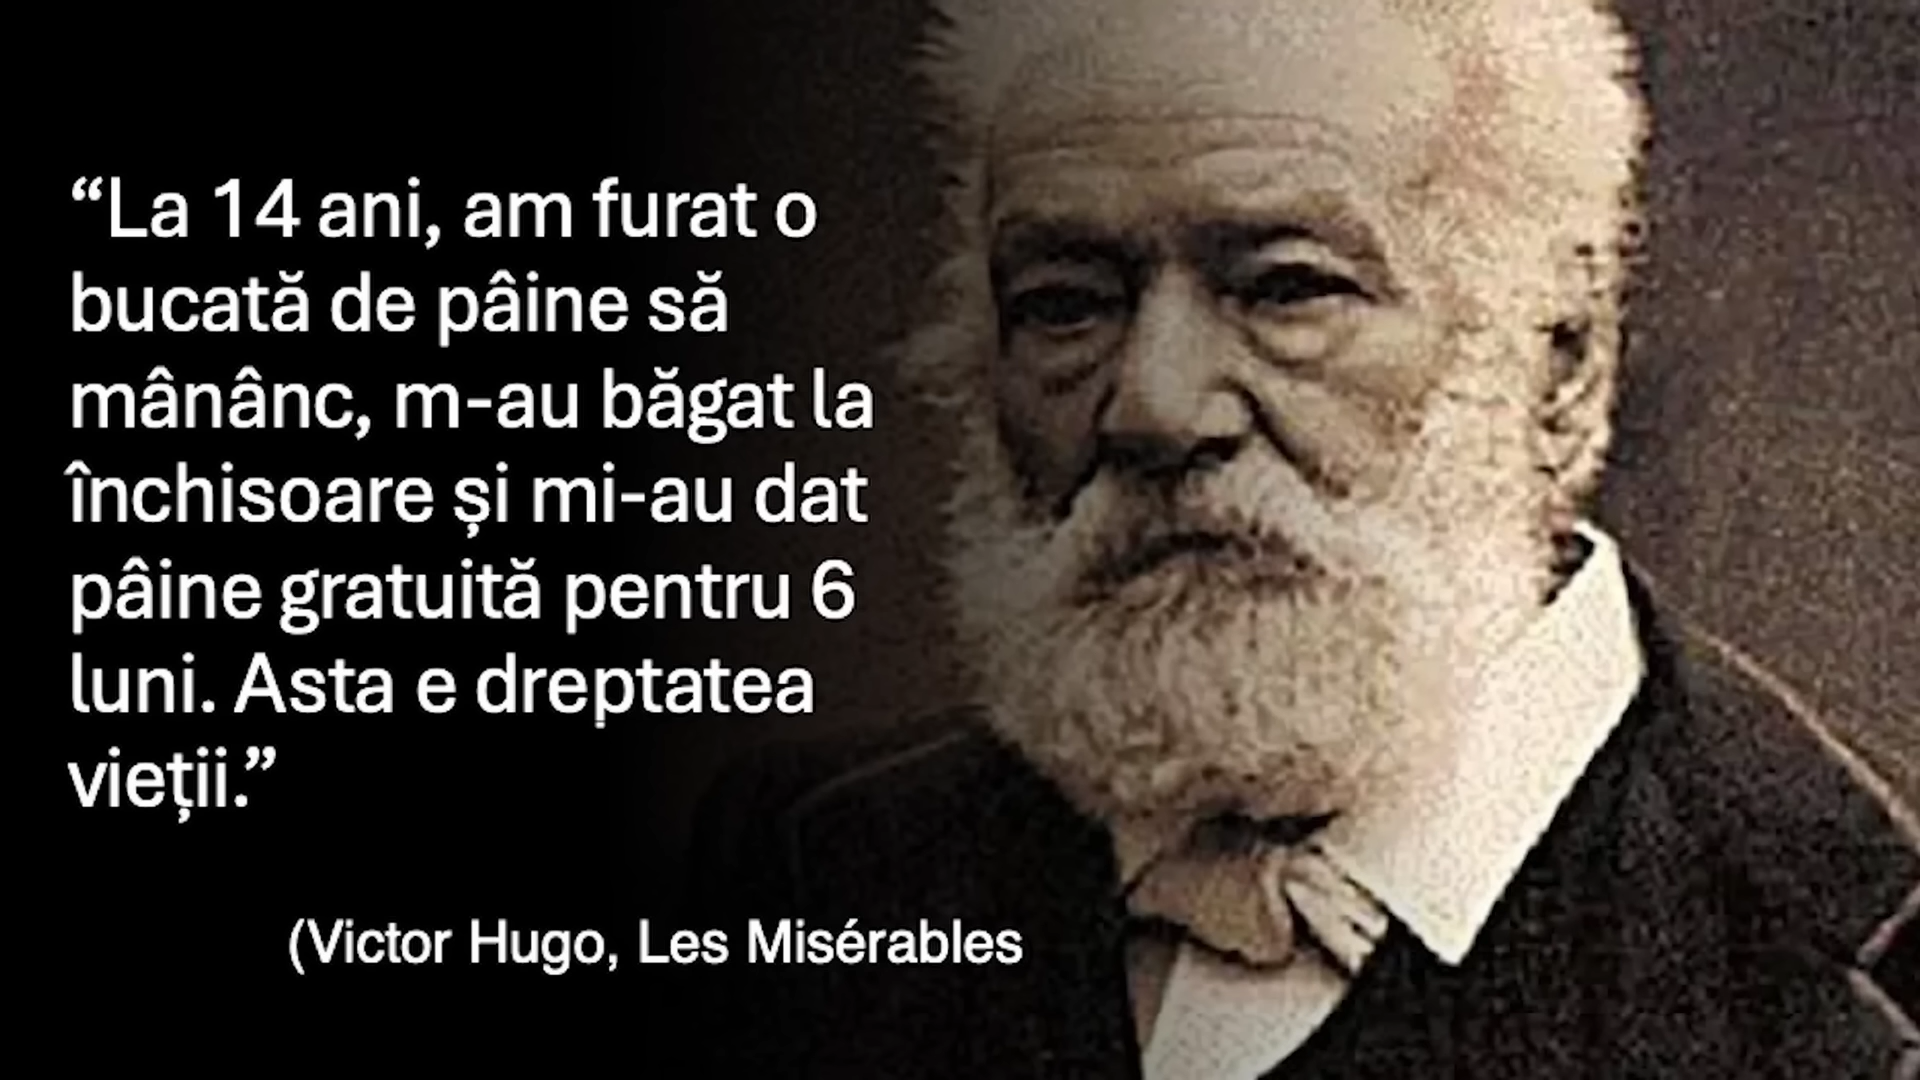 “La 14 ani, am furat o
bucată de pâine să
mânânc, m-au băgat la
închisoare și mi-au dat
pâine gratuită pentru 6
luni. Asta e dreptatea
vieții.”
(Victor Hugo, Les Misérables